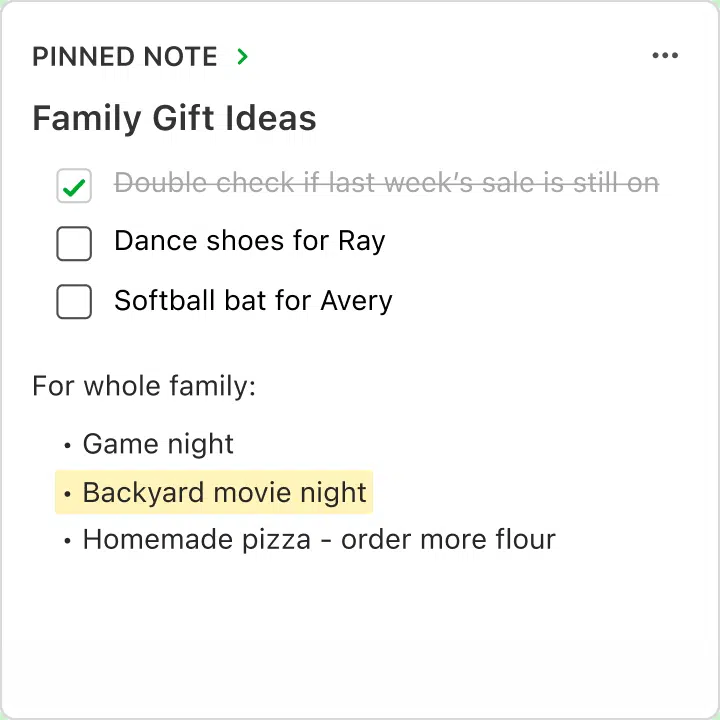 PINNED NOTE
Family Gift Ideas
Double check if last week’s sale is still on
Dance shoes for Ray
Softball bat for Avery
For whole family:
• Game night
• Backyard movie night
• Homemade pizza - order more flour